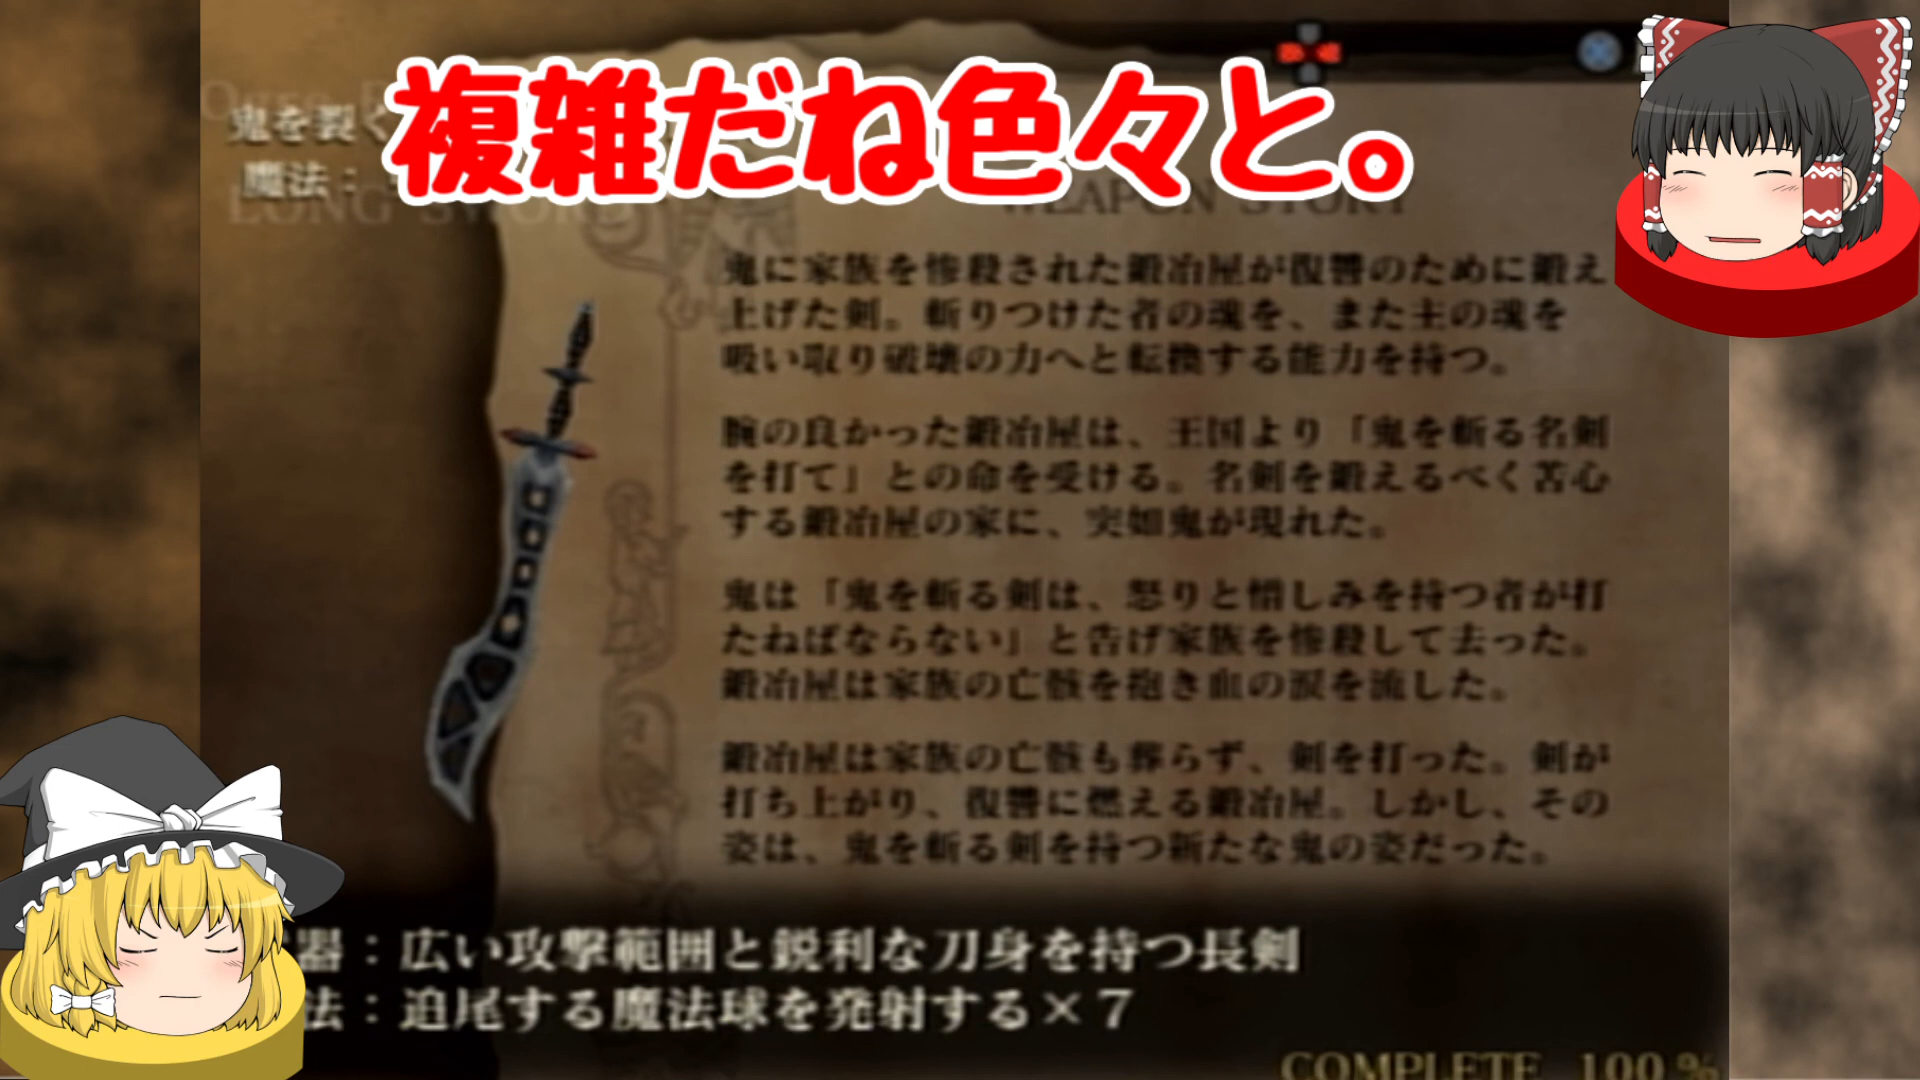 複雑だね色々と。
鬼を裂く
魔法：
LONG SWOR
WEAPON STORY
鬼に家族を惨殺された鍛冶屋が復讐のために鍛え
上げた剣。斬りつけた者の魂を、また主の魂を
吸い取り破壊の力へと転換する能力を持つ。
腕の良かった鍛冶屋は、王国より「鬼を斬る名剣
を打て」との命を受ける。名剣を鍛えるべく苦心
する鍛冶屋の家に、突如鬼が現れた。
鬼は「鬼を斬る剣は、怒りと憎しみを持つ者が打
たねばならない」と告げ家族を惨殺して去った。
鍛冶屋は家族の亡骸を抱き血の涙を流した。
鍛冶屋は家族の亡骸も葬らず、剣を打った。剣が
打ち上がり、復讐に燃える鍛冶屋。しかし、その
姿は、鬼を斬る剣を持つ新たな鬼の姿だった。
器：広い攻撃範囲と鋭利な刀身を持つ長剣
法：追尾する魔法球を発射する×7
COMPLETE 100%